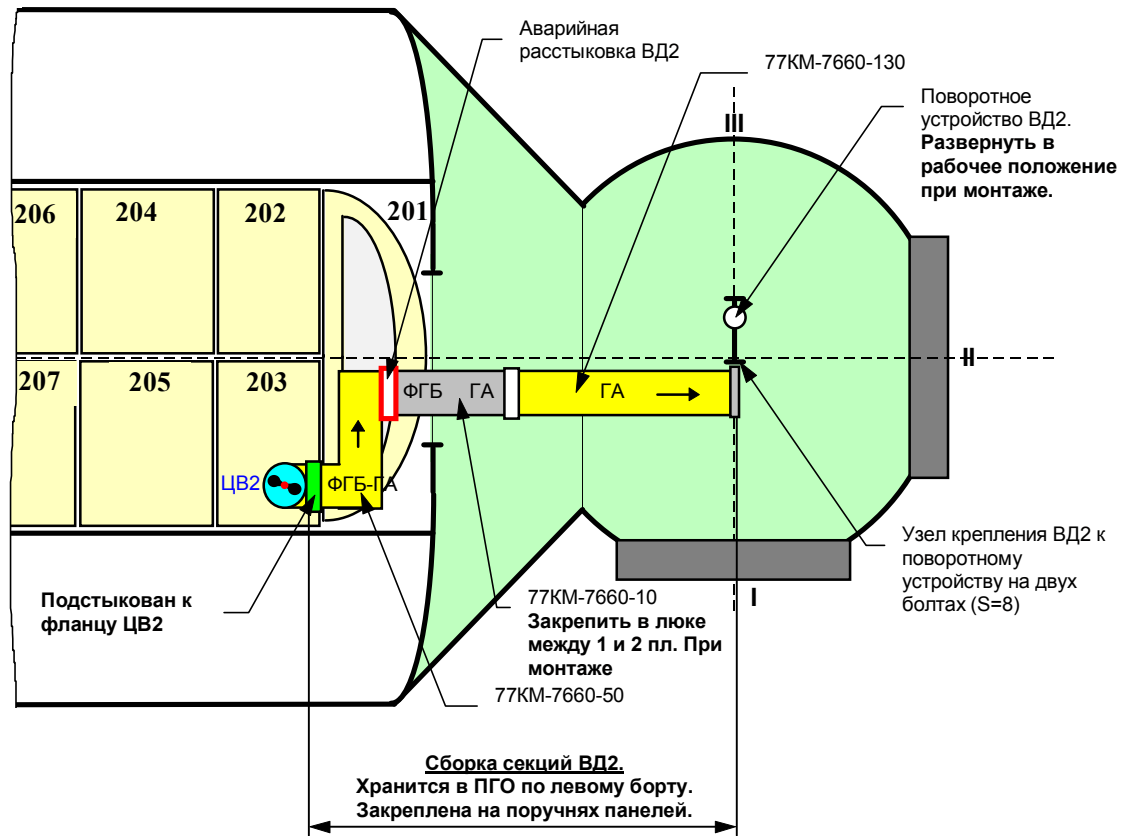 Аварийная
расстыковка ВД2
77КМ-7660-130
Поворотное
устройство ВД2.
Развернуть в
рабочее положение
при монтаже.
III
206
204
202
201
II
207
205
203
ФГБ ГА
ГА
ЦВ2
ФГБ-ГА
Узел крепления ВД2 к
поворотному
устройству на двух
болтах (S=8)
I
Подстыкован к
фланцу ЦВ2
77КМ-7660-10
Закрепить в люке
между 1 и 2 пл. При
монтаже
77КМ-7660-50
Сборка секций ВД2.
Хранится в ПГО по левому борту.
Закреплена на поручнях панелей.